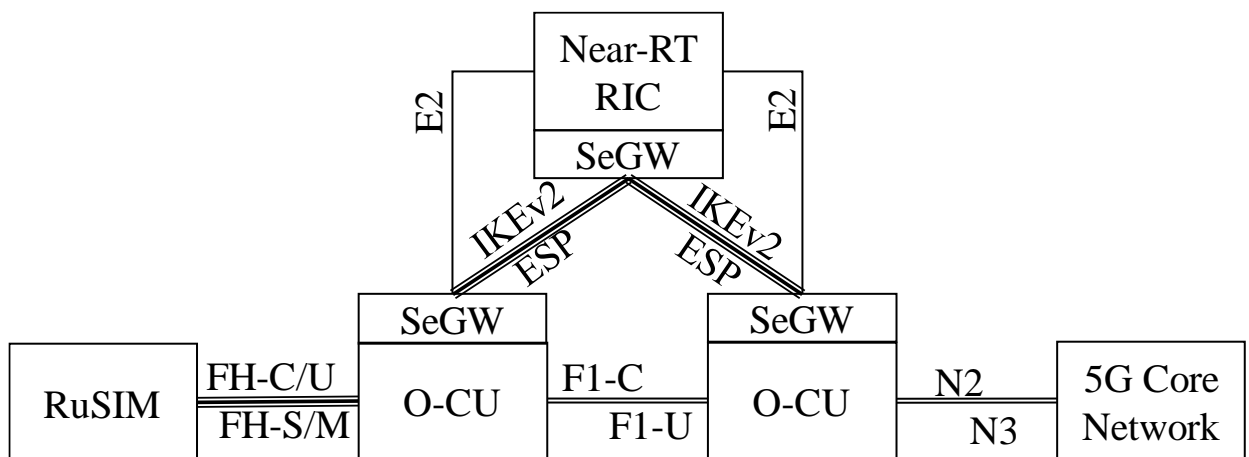 Near-RT
RIC
SeGW
E2
E2
IKEv2
ESP
IKEv2
ESP
SeGW
SeGW
RuSIM
FH-C/U
FH-S/M
O-CU
F1-C
F1-U
O-CU
N2
N3
5G Core
Network